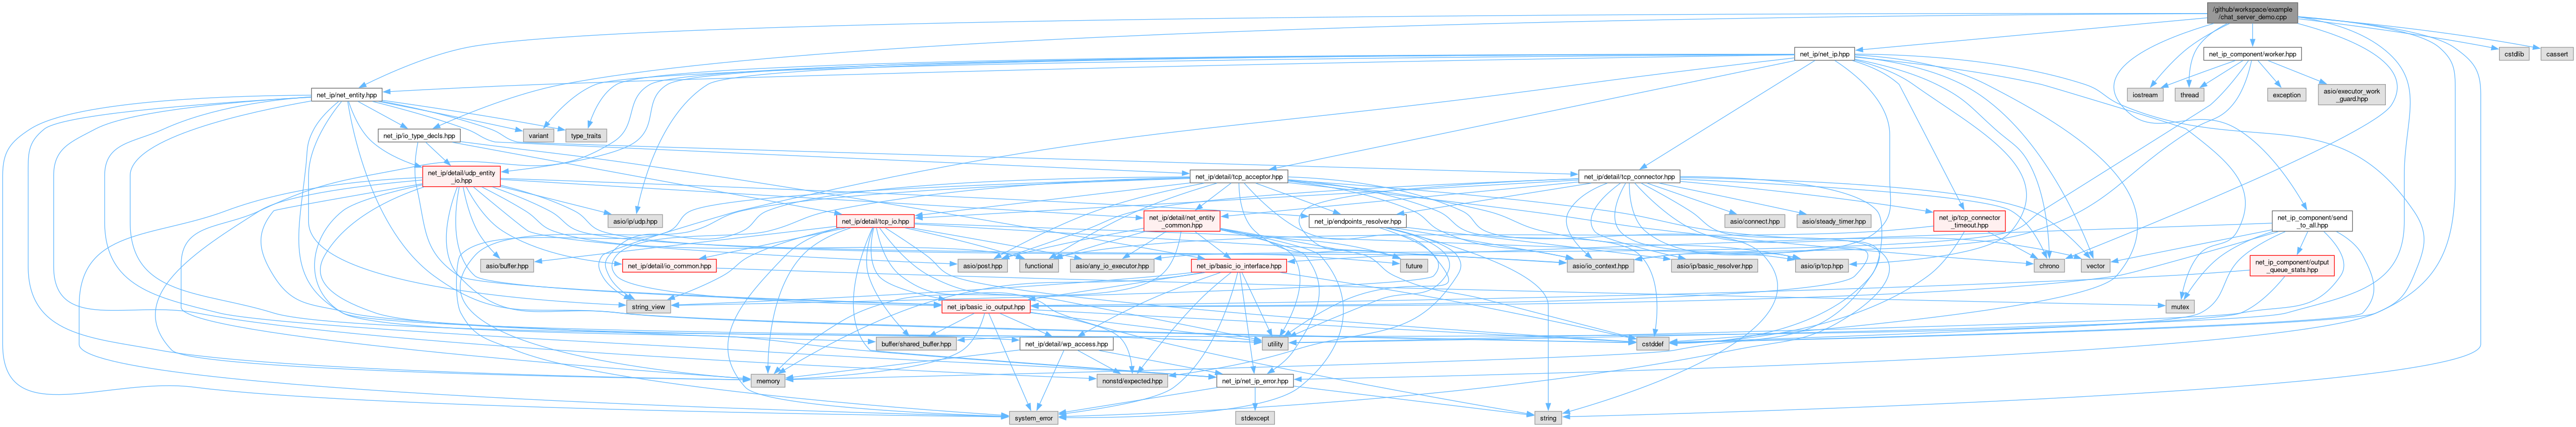 /github/workspace/example
/chat_server_demo.cpp
net_ip/net_ip.hpp
net_ip_component/worker.hpp
cstdlib
cassert
net_ip/net_entity.hpp
iostream
thread
exception
asio/executor_work
_guard.hpp
net_ip/io_type_decls.hpp
variant
type_traits
net_ip/detail/udp_entity
_io.hpp
net_ip/detail/tcp_acceptor.hpp
net_ip/detail/tcp_connector.hpp
asio/ip/udp.hpp
net_ip/detail/tcp_io.hpp
net_ip/detail/net_entity
_common.hpp
net_ip/endpoints_resolver.hpp
asio/connect.hpp
asio/steady_timer.hpp
net_ip/tcp_connector
_timeout.hpp
net_ip_component/send
_to_all.hpp
asio/buffer.hpp
net_ip/detail/io_common.hpp
asio/post.hpp
functional
asio/any_io_executor.hpp
net_ip/basic_io_interface.hpp
future
asio/io_context.hpp
asio/ip/basic_resolver.hpp
asio/ip/tcp.hpp
chrono
vector
net_ip_component/output
_queue_stats.hpp
string_view
net_ip/basic_io_output.hpp
mutex
buffer/shared_buffer.hpp
net_ip/detail/wp_access.hpp
utility
cstddef
memory
nonstd/expected.hpp
net_ip/net_ip_error.hpp
system_error
stdexcept
string